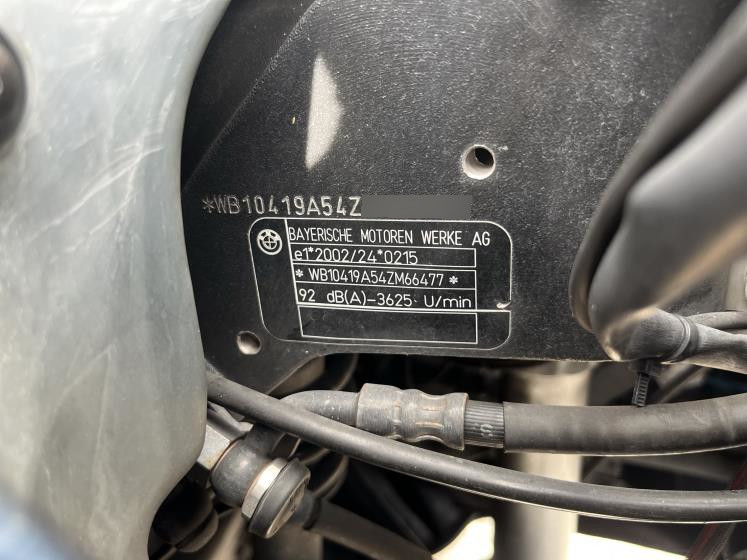 *WB10419A54Z
BAYERISCHE MOTOREN WERKE AG
e1*2002/24*0215
* WB10419A54ZM66477 *
92 dB(A)-3625 U/min